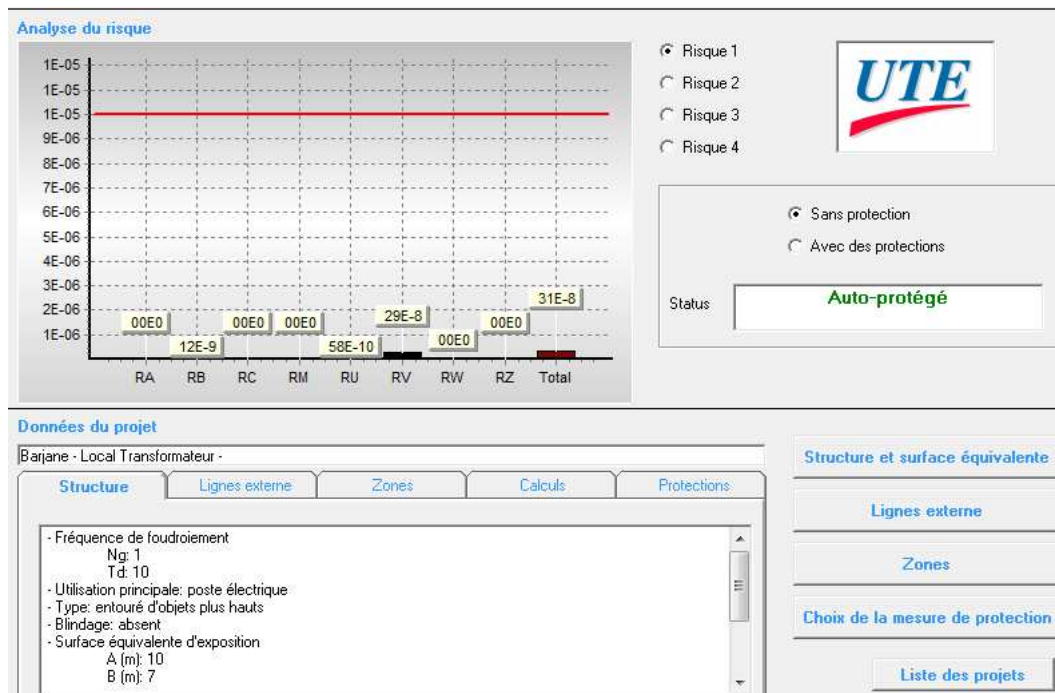 Analyse du risque
1E-05
1E-05
1E-05
9E-06
8E-06
7E-06
6E-06
5E-06
4E-06
3E-06
2E-06
1E-06
00E0
12E-9
00E0
00E0
58E-10
29E-8
00E0
00E0
31E-8
RA RB RC RM RU RV RW RZ Total
Risque 1
Risque 2
Risque 3
Risque 4
UTE
Sans protection
Avec des protections
Status Auto-protégé
Données du projet
Barjane - Local Transformateur -
Structure Lignes externe Zones Calculs Protections
- Fréquence de foudroiement
Ng: 1
Td: 10
- Utilisation principale: poste électrique
- Type: entouré d'objets plus hauts
- Blindage: absent
- Surface équivalente d'exposition
A (m): 10
B (m): 7
Structure et surface équivalente
Lignes externe
Zones
Choix de la mesure de protection
Liste des projets